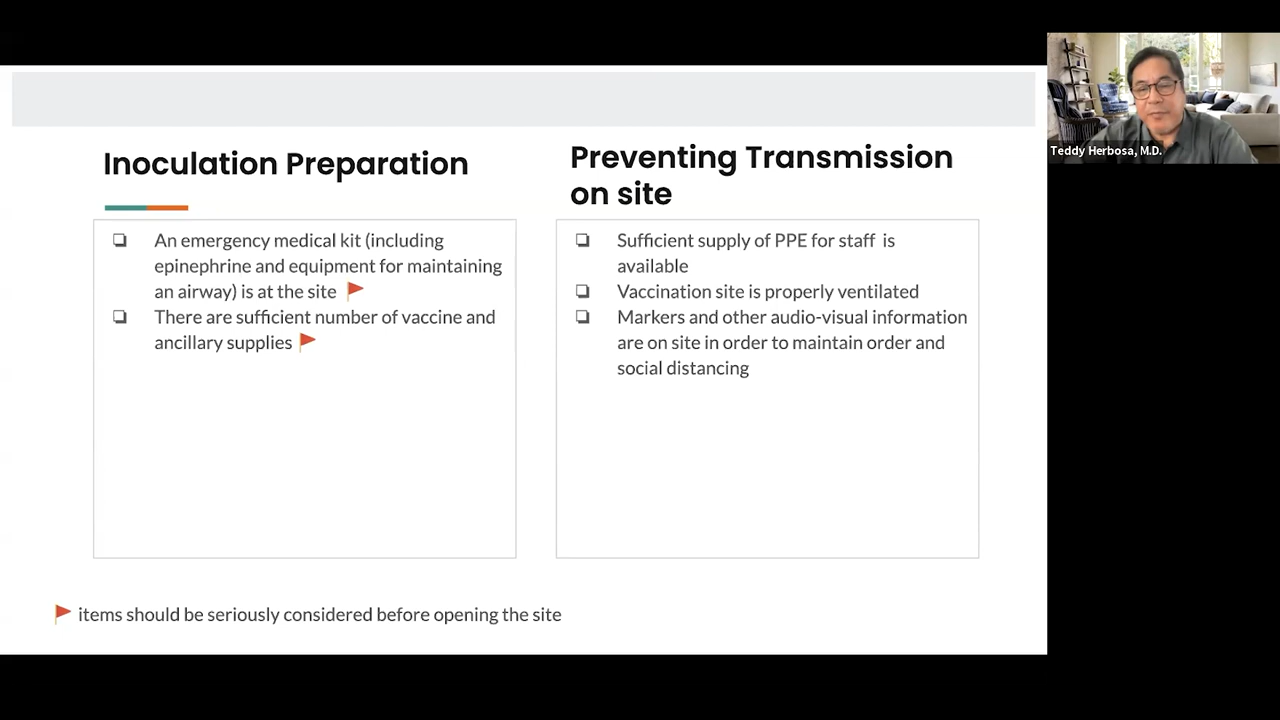 Inoculation Preparation
An emergency medical kit (including
epinephrine and equipment for maintaining
an airway) is at the site
There are sufficient number of vaccine and
ancillary supplies
Preventing Transmission
on site
Sufficient supply of PPE for staff is
available
Vaccination site is properly ventilated
Markers and other audio-visual information
are on site in order to maintain order and
social distancing
items should be seriously considered before opening the site
Teddy Herbosa, M.D.